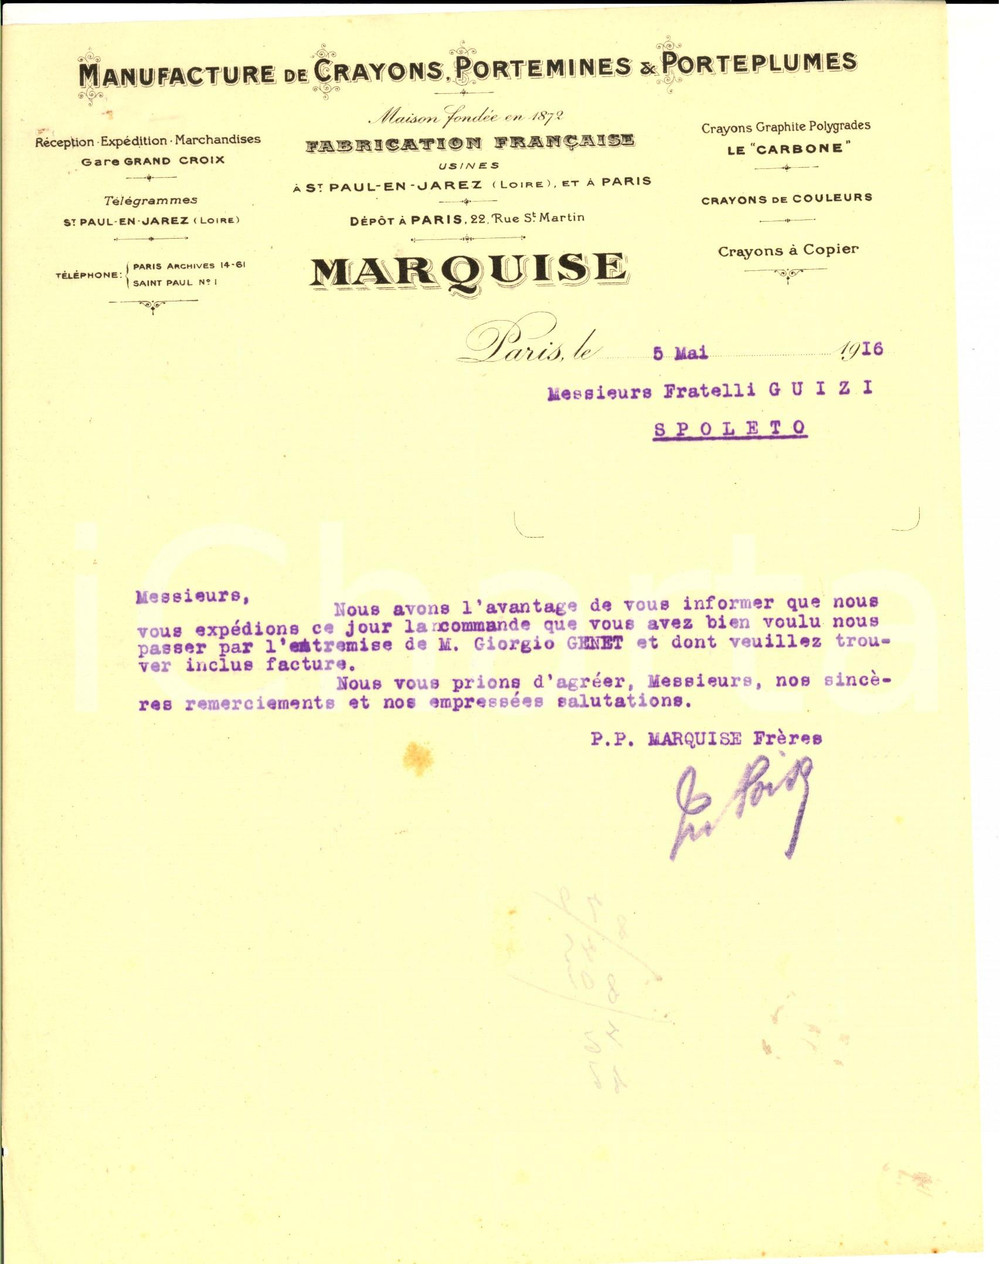 MANUFACTURE DE CRAYONS, PORTEMINES & PORTEPLUMES
Maison fondée en 1872
FABRICATION FRANÇAISE
USINES
À ST PAUL-EN-JAREZ (LOIRE), ET À PARIS
DÉPÔT À PARIS, 22, Rue St Martin
MARQUISE
Réception-Expédition-Marchandises
Gare GRAND CROIX
Télégrammes
ST PAUL-EN-JAREZ (LOIRE)
TÉLÉPHONE: PARIS ARCHIVES 14-61
SAINT PAUL No 1
Crayons Graphite Polygrades
LE "CARBONE"
CRAYONS DE COULEURS
Crayons à Copier
Paris, le 5 Mai 1916
Messieurs Fratelli G U I Z I
S P O L E T O
Messieurs,
Nous avons l'avantage de vous informer que nous
vous expédions ce jour la commande que vous avez bien voulu nous
passer par l'entremise de M. Giorgio GENET et dont veuillez trou-
ver inclus facture.
Nous vous prions d'agréer, Messieurs, nos sincè-
res remerciements et nos empressées salutations.
P.P. MARQUISE Frères
iCharta